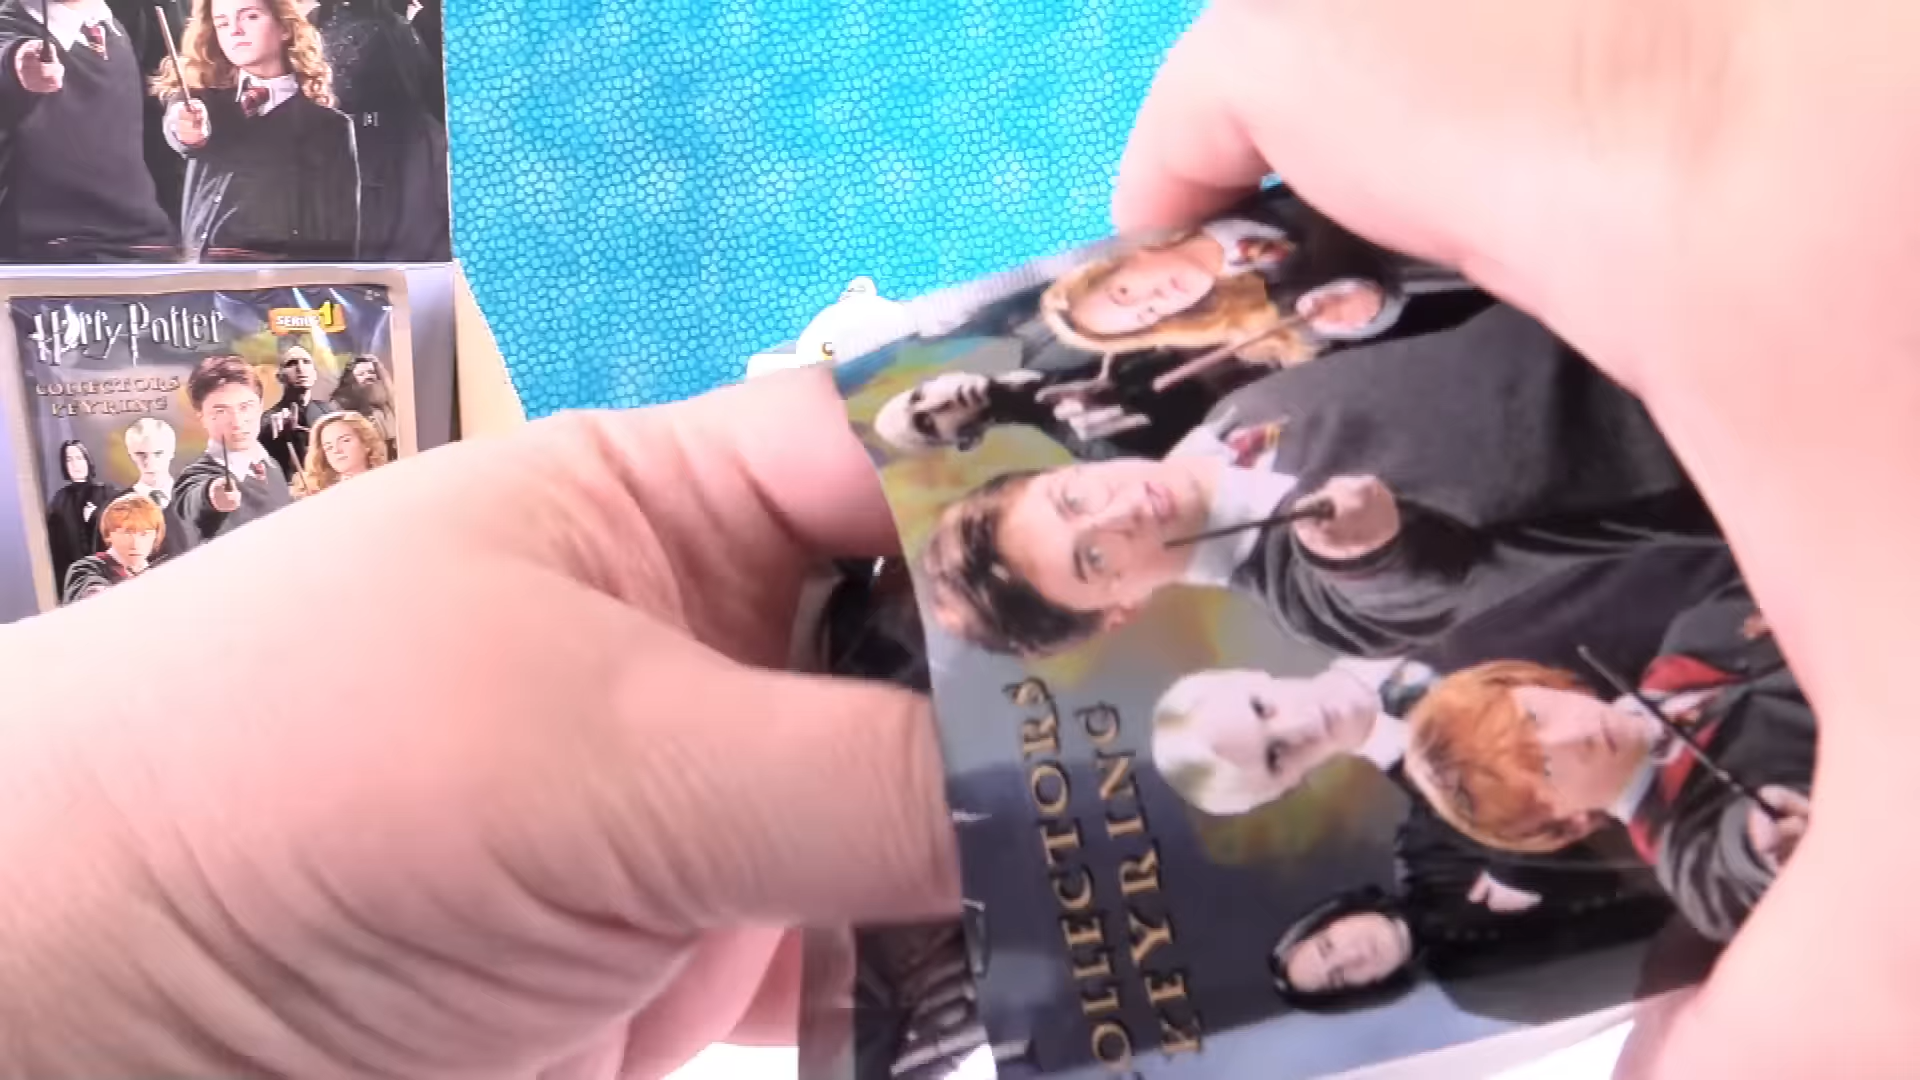 Harry Potter
SERIES 1
COLLECTORS
KEYRING
COLLECTORS
KEYRING